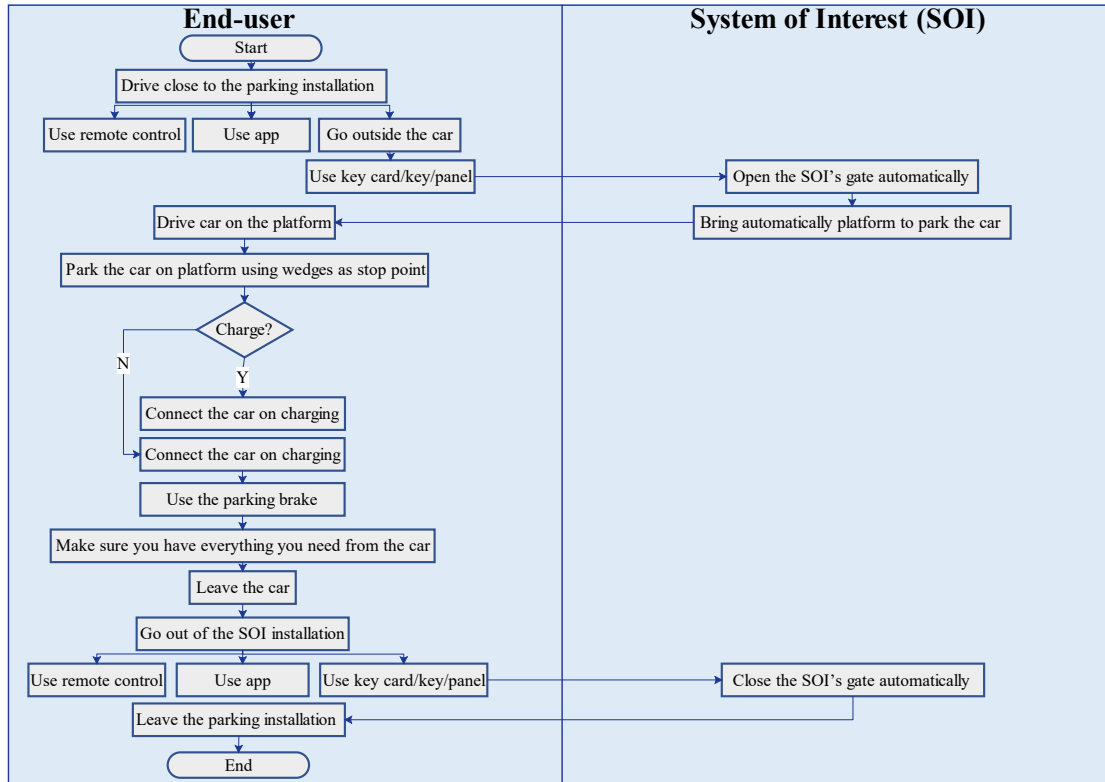 End-user
System of Interest (SOI)
Start
Drive close to the parking installation
Use remote control
Use app
Go outside the car
Use key card/key/panel
Open the SOI's gate automatically
Drive car on the platform
Bring automatically platform to park the car
Park the car on platform using wedges as stop point
Charge?
N
Y
Connect the car on charging
Connect the car on charging
Use the parking brake
Make sure you have everything you need from the car
Leave the car
Go out of the SOI installation
Use remote control
Use app
Use key card/key/panel
Close the SOI's gate automatically
Leave the parking installation
End